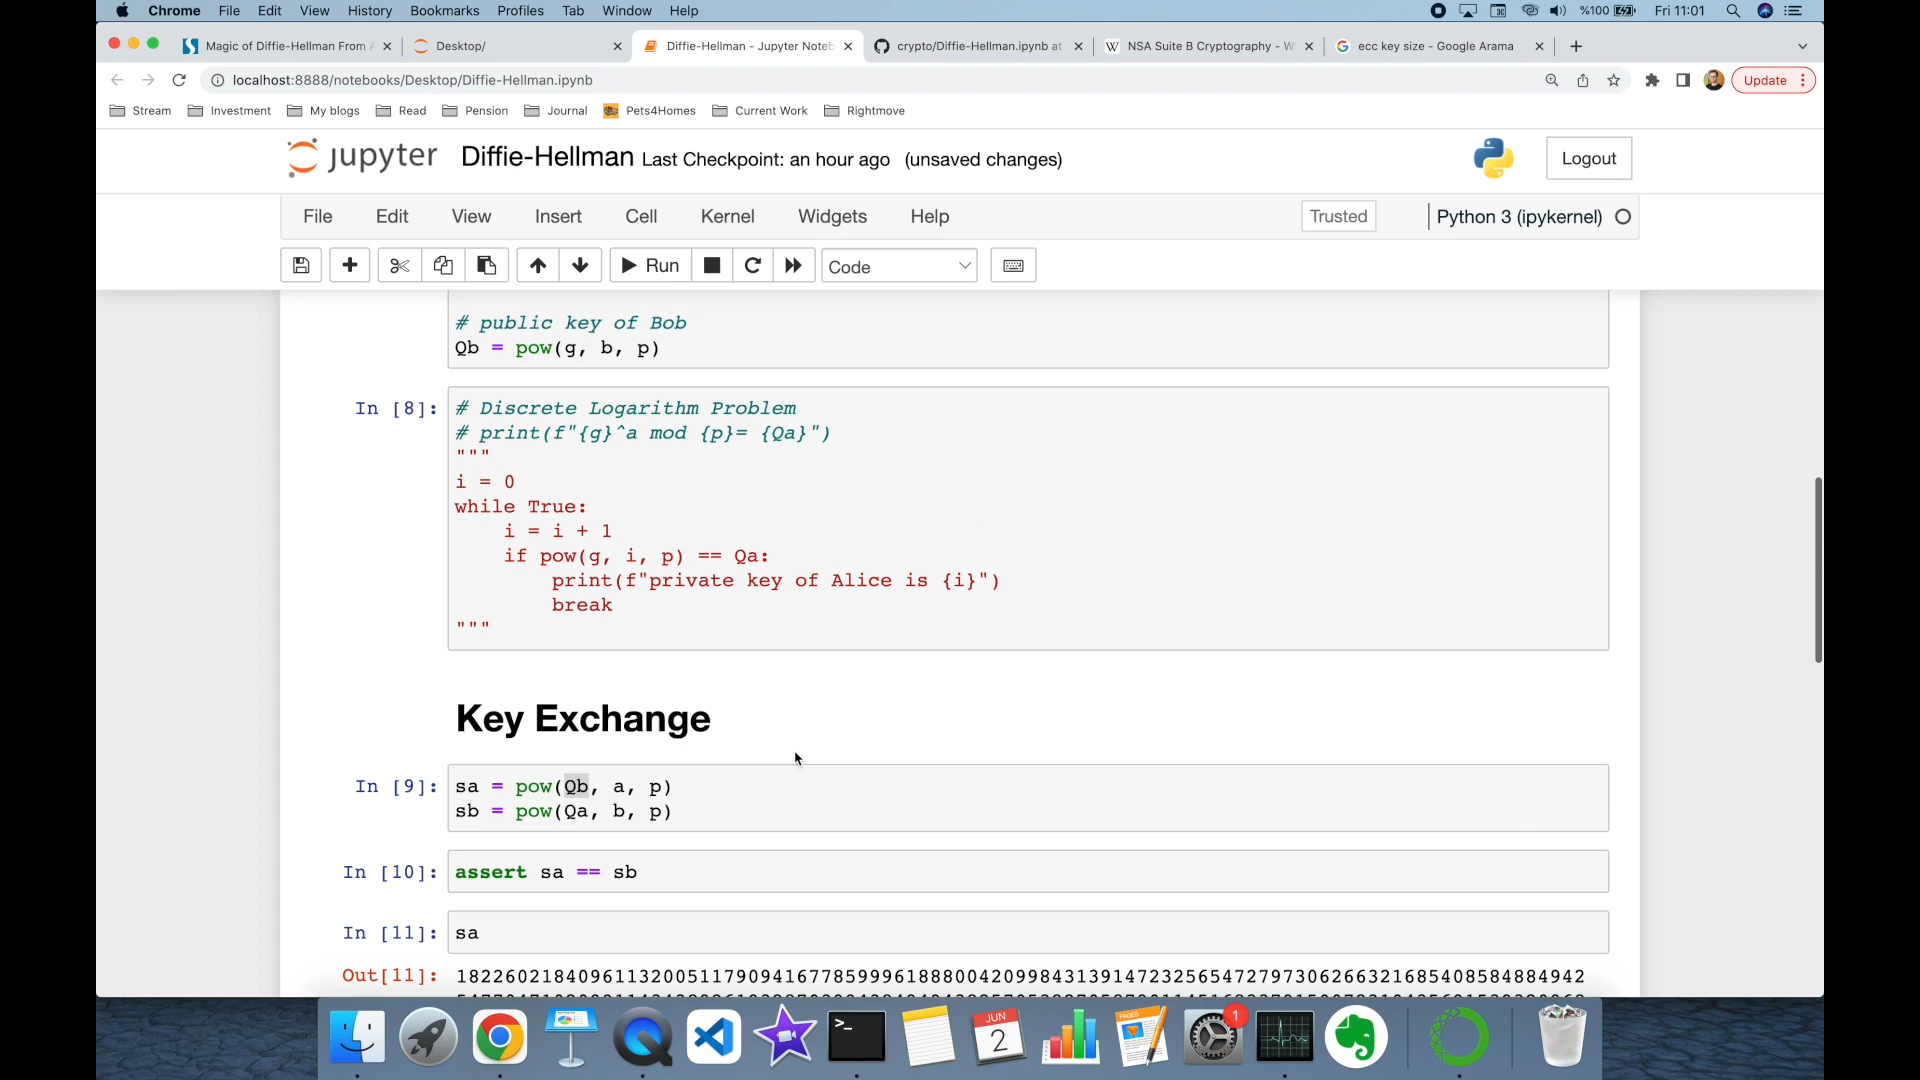 Chrome File Edit View History Bookmarks Profiles Tab Window Help %100 Fri 11:01
Magic of Diffie-Hellman From Desktop/ Diffie-Hellman - Jupyter Noteb crypto/Diffie-Hellman.ipynb at NSA Suite B Cryptography - W ecc key size - Google Arama
localhost:8888/notebooks/Desktop/Diffie-Hellman.ipynb Update
Stream Investment My blogs Read Pension Journal Pets4Homes Current Work Rightmove
jupyter Diffie-Hellman Last Checkpoint: an hour ago (unsaved changes) Logout
File Edit View Insert Cell Kernel Widgets Help Trusted Python 3 (ipykernel)
Run Code
# public key of Bob
Qb = pow(g, b, p)
In [8]: # Discrete Logarithm Problem
# print(f"{g}^a mod {p}= {Qa}")
"""
i = 0
while True:
i = i + 1
if pow(g, i, p) == Qa:
print(f"private key of Alice is {i}")
break
"""
Key Exchange
In [9]: sa = pow(Qb, a, p)
sb = pow(Qa, b, p)
In [10]: assert sa == sb
In [11]: sa
Out[11]: 182260218409611320051179094167785999618880042099843139147232565472797306266321685408584884942
JUN
2
PAGES
1